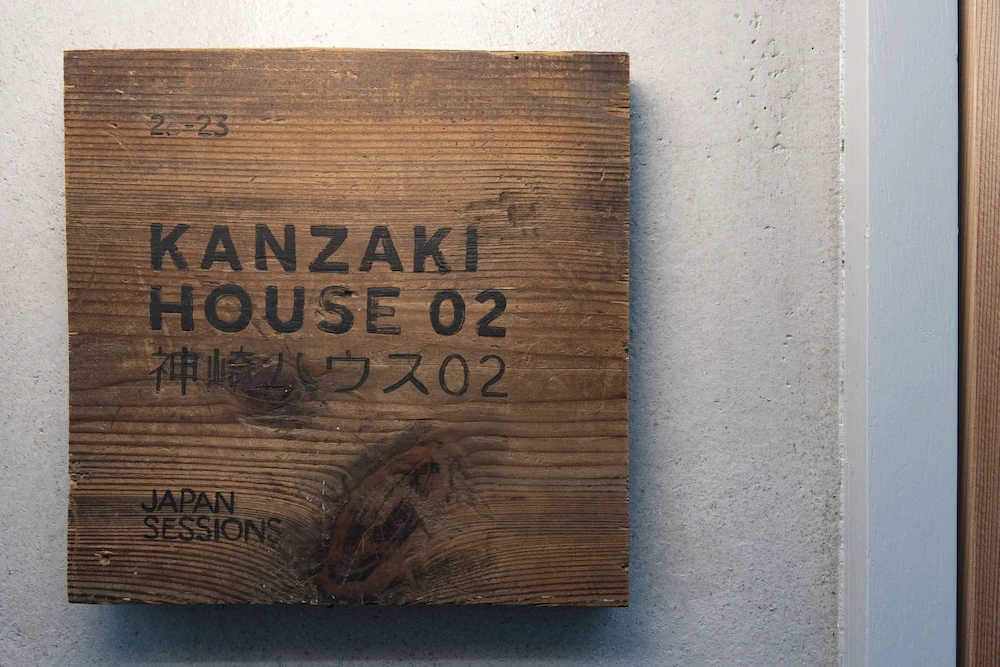 KANZAKI
HOUSE 02
神崎ハウス02
JAPAN
SESSIONS